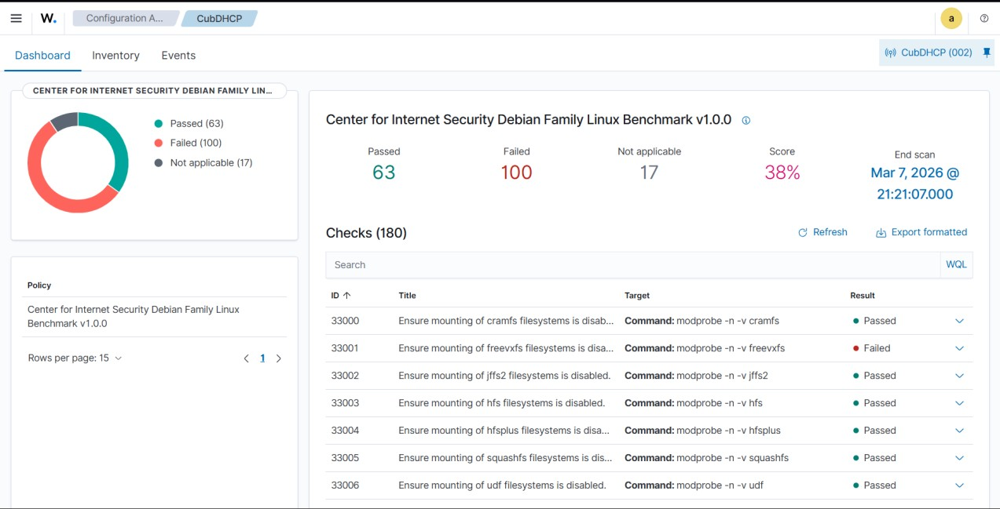 W. Configuration A... CubDHCP a
Dashboard Inventory Events CubDHCP (002)
CENTER FOR INTERNET SECURITY DEBIAN FAMILY LIN...
Passed (63)
Failed (100)
Not applicable (17)
Policy
Center for Internet Security Debian Family Linux
Benchmark v1.0.0
Rows per page: 15 1
Center for Internet Security Debian Family Linux Benchmark v1.0.0
Passed Failed Not applicable Score End scan
63 100 17 38% Mar 7, 2026 @
21:21:07.000
Checks (180) Refresh Export formatted
Search WQL
ID Title Target Result
33000 Ensure mounting of cramfs filesystems is disab... Command: modprobe -n -v cramfs Passed
33001 Ensure mounting of freevxfs filesystems is disa... Command: modprobe -n -v freevxfs Failed
33002 Ensure mounting of jffs2 filesystems is disabled. Command: modprobe -n -v jffs2 Passed
33003 Ensure mounting of hfs filesystems is disabled. Command: modprobe -n -v hfs Passed
33004 Ensure mounting of hfsplus filesystems is disa... Command: modprobe -n -v hfsplus Passed
33005 Ensure mounting of squashfs filesystems is dis... Command: modprobe -n -v squashfs Passed
33006 Ensure mounting of udf filesystems is disabled. Command: modprobe -n -v udf Passed